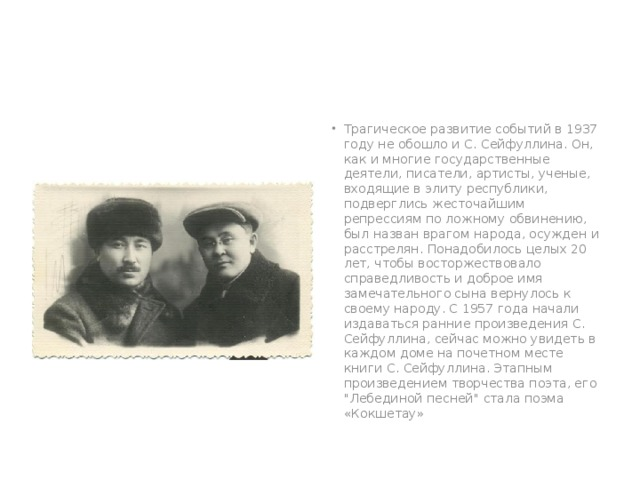 • Трагическое развитие событий в 1937
году не обошло и С. Сейфуллина. Он,
как и многие государственные
деятели, писатели, артисты, ученые,
входящие в элиту республики,
подверглись жесточайшим
репрессиям по ложному обвинению,
был назван врагом народа, осужден и
расстрелян. Понадобилось целых 20
лет, чтобы восторжествовало
справедливость и доброе имя
замечательного сына вернулось к
своему народу. С 1957 года начали
издаваться ранние произведения С.
Сейфуллина, сейчас можно увидеть в
каждом доме на почетном месте
книги С. Сейфуллина. Этапным
произведением творчества поэта, его
"Лебединой песней" стала поэма
«Кокшетау»